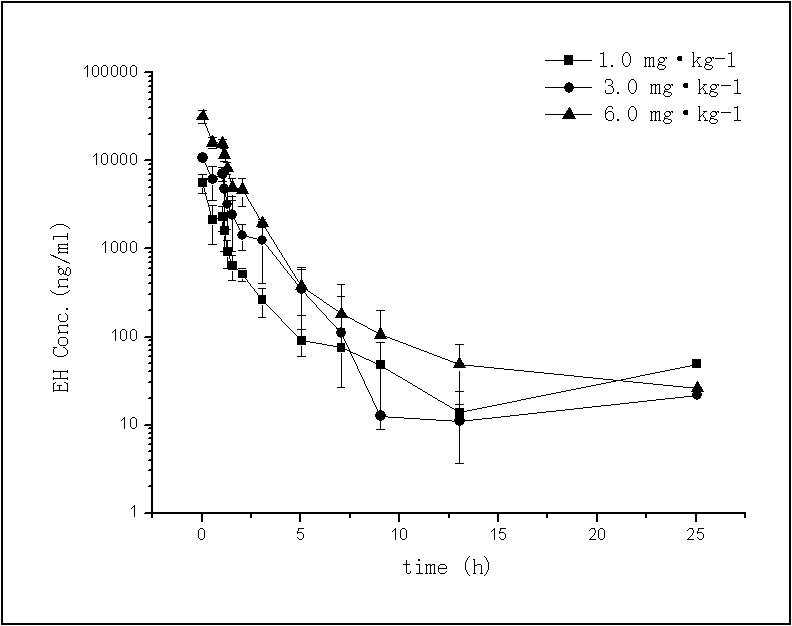 1.0 mg·kg-1
3.0 mg·kg-1
6.0 mg·kg-1
100000
10000
1000
100
10
1
EH Conc.(ng/ml)
0 5 10 15 20 25
time (h)